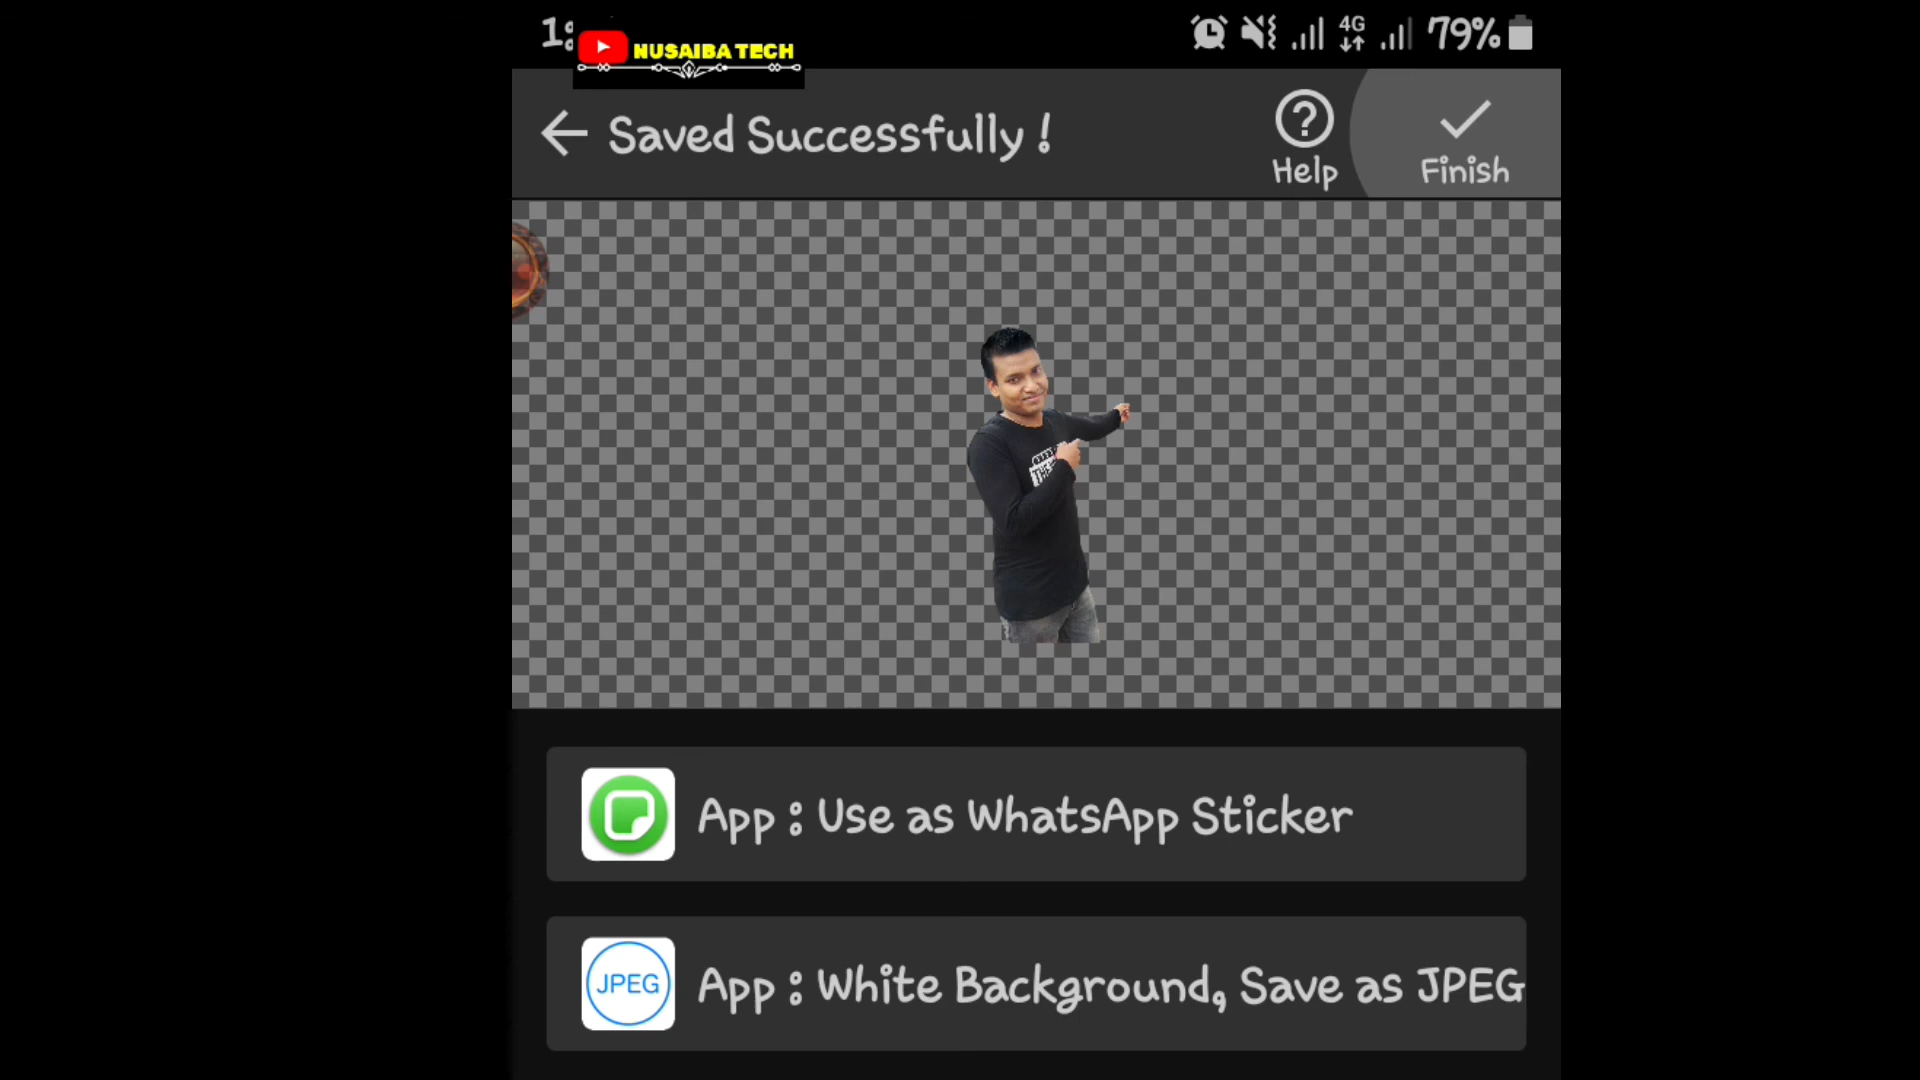 NUSAIBA TECH
4G
79%
Saved Successfully !
Help
Finish
App : Use as WhatsApp Sticker
JPEG
App : White Background, Save as JPEG